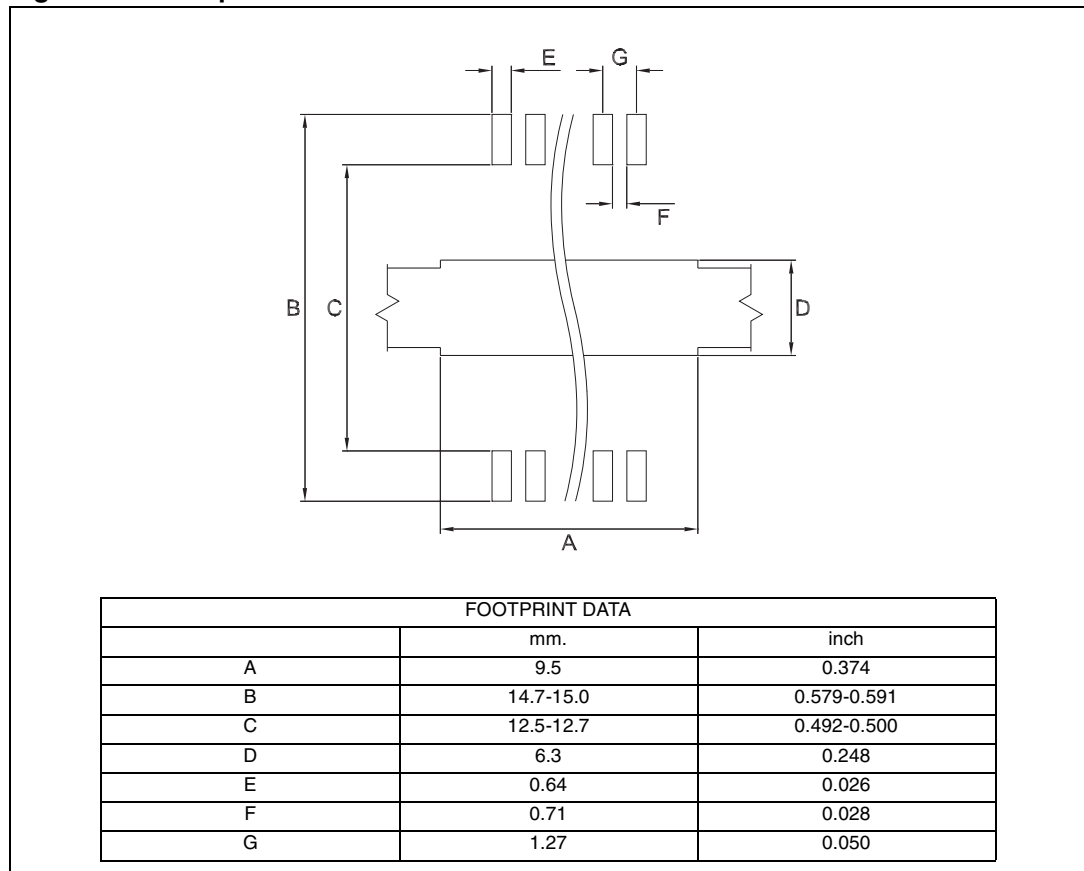 E G
F
B C D
A
FOOTPRINT DATA
mm. inch
A 9.5 0.374
B 14.7-15.0 0.579-0.591
C 12.5-12.7 0.492-0.500
D 6.3 0.248
E 0.64 0.026
F 0.71 0.028
G 1.27 0.050